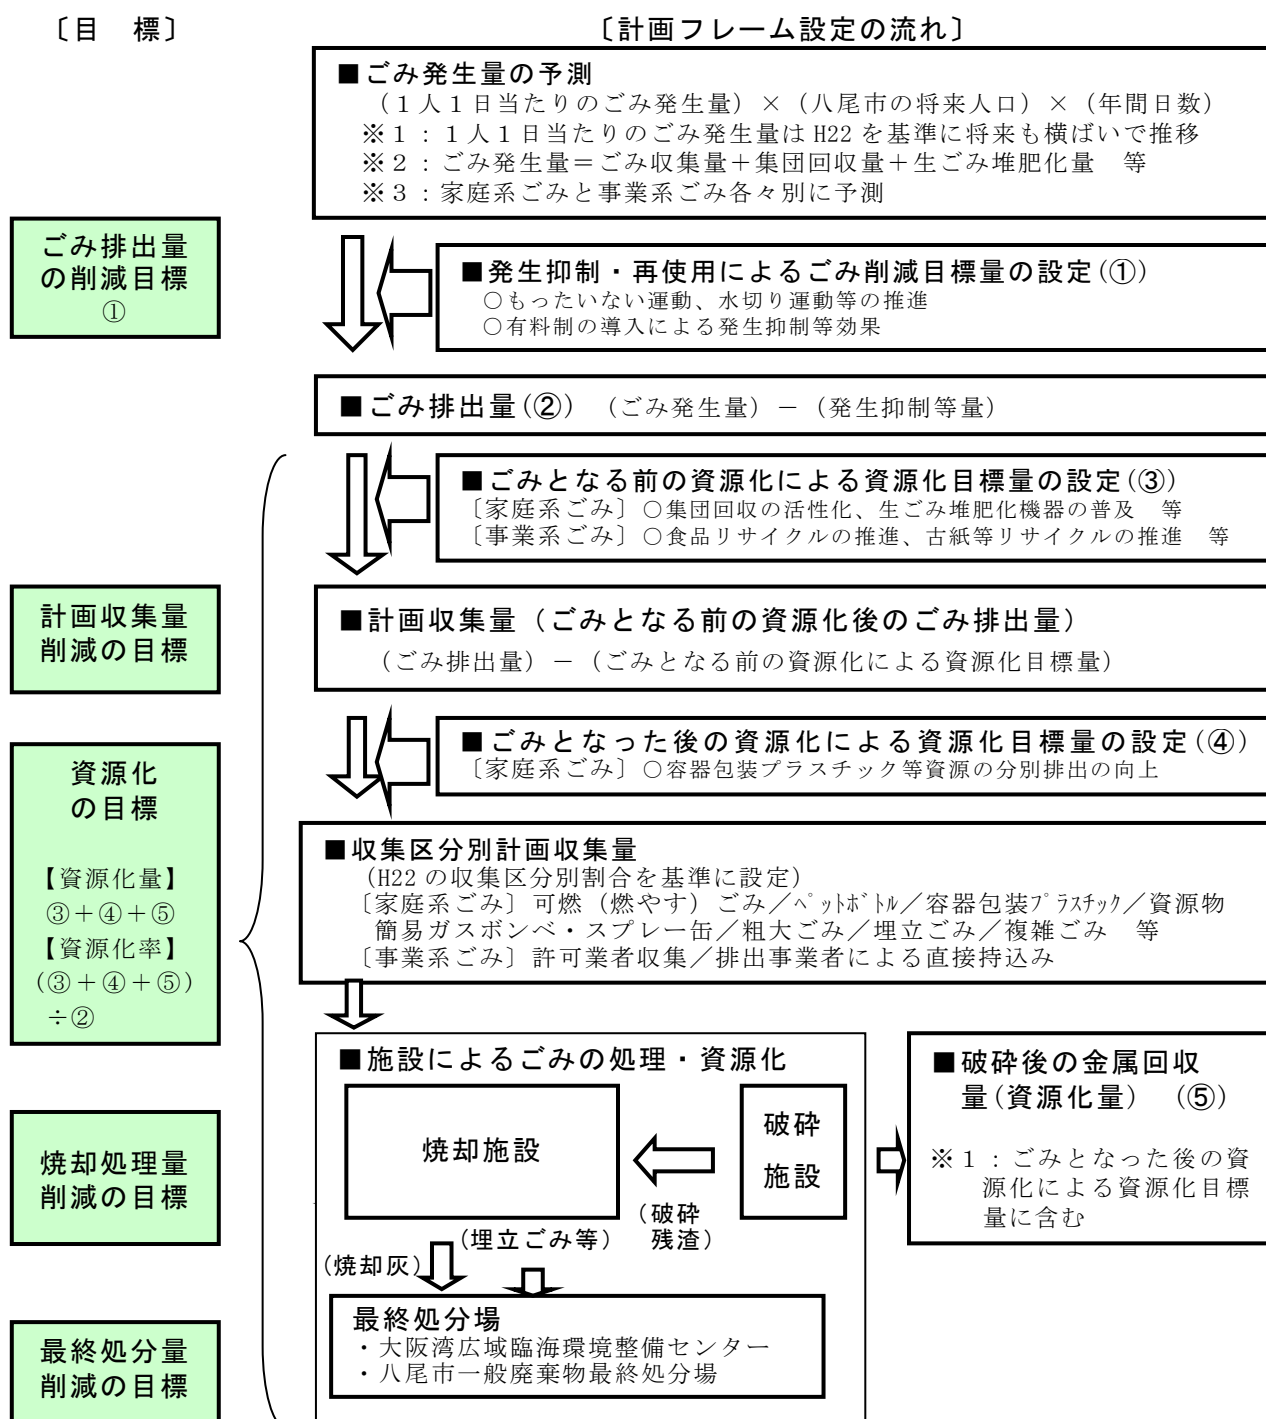 〔目　標〕
〔計画フレーム設定の流れ〕
■ごみ発生量の予測
（１人１日当たりのごみ発生量）×（八尾市の将来人口）×（年間日数）
※１：１人１日当たりのごみ発生量は H22 を基準に将来も横ばいで推移
※２：ごみ発生量＝ごみ収集量＋集団回収量＋生ごみ堆肥化量　等
※３：家庭系ごみと事業系ごみ各々別に予測
ごみ排出量
の削減目標
①
■発生抑制・再使用によるごみ削減目標量の設定(①)
○もったいない運動、水切り運動等の推進
○有料制の導入による発生抑制等効果
■ごみ排出量(②)　（ごみ発生量）－（発生抑制等量）
■ごみとなる前の資源化による資源化目標量の設定(③)
〔家庭系ごみ〕○集団回収の活性化、生ごみ堆肥化機器の普及　等
〔事業系ごみ〕○食品リサイクルの推進、古紙等リサイクルの推進　等
計画収集量
削減の目標
■計画収集量（ごみとなる前の資源化後のごみ排出量）
（ごみ排出量）－（ごみとなる前の資源化による資源化目標量）
■ごみとなった後の資源化による資源化目標量の設定(④)
〔家庭系ごみ〕○容器包装プラスチック等資源の分別排出の向上
資源化
の目標
【資源化量】
③＋④＋⑤
【資源化率】
(③＋④＋⑤)
÷②
■収集区分別計画収集量
(H22 の収集区分別割合を基準に設定)
〔家庭系ごみ〕可燃（燃やす）ごみ／ﾍﾟｯﾄﾎﾞﾄﾙ／容器包装ﾌﾟﾗｽﾁｯｸ／資源物
簡易ガスボンベ・スプレー缶／粗大ごみ／埋立ごみ／複雑ごみ　等
〔事業系ごみ〕許可業者収集／排出事業者による直接持込み
■施設によるごみの処理・資源化
焼却施設
破砕
施設
（破砕
残渣）
（埋立ごみ等）
（焼却灰）
■破砕後の金属回収
量(資源化量)　(⑤)
※１：ごみとなった後の資
源化による資源化目標
量に含む
焼却処理量
削減の目標
最終処分場
・大阪湾広域臨海環境整備センター
・八尾市一般廃棄物最終処分場
最終処分量
削減の目標